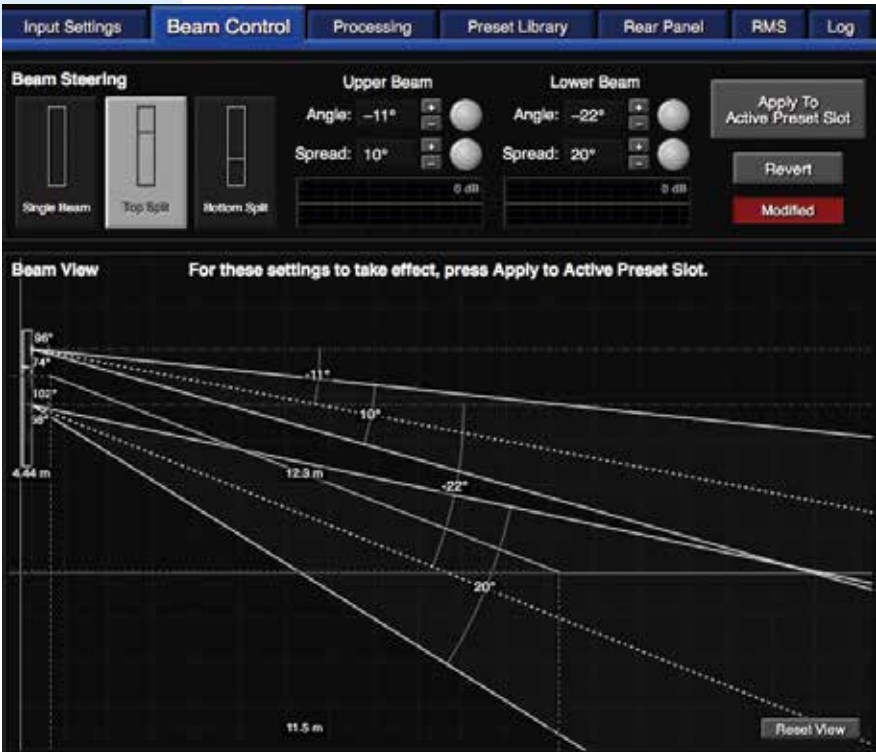 Input Settings
Beam Control
Processing
Preset Library
Rear Panel
RMS
Log
Beam Steering
Upper Beam
Lower Beam
Angle: -11°
Angle: -22°
Spread: 10°
Spread: 20°
0 dB
0 dB
Single Beam
Top Split
Bottom Split
Apply To
Active Preset Slot
Revert
Modified
Beam View
For these settings to take effect, press Apply to Active Preset Slot.
96°
74°
-11°
102°
10°
4.44 m
12.3 m
-22°
20°
11.5 m
Reset View